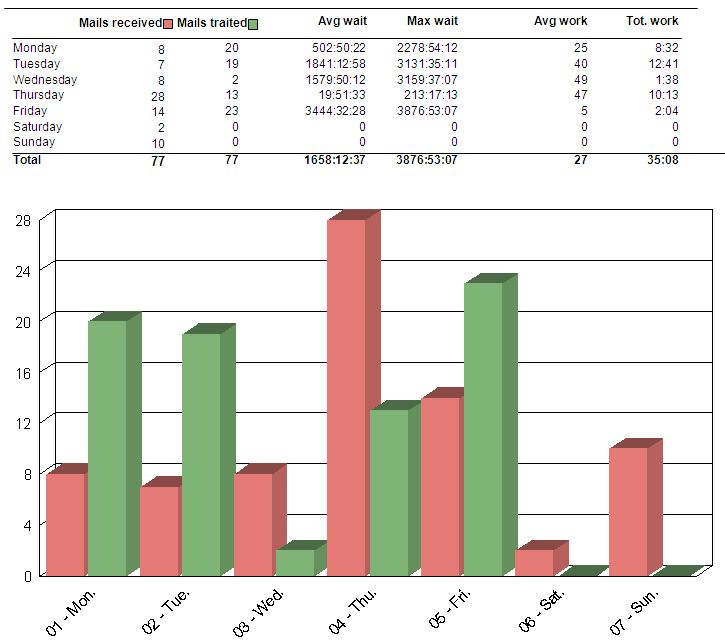 Mails received Mails traited Avg wait Max wait Avg work Tot. work
Monday 8 20 502:50:22 2278:54:12 25 8:32
Tuesday 7 19 1841:12:58 3131:35:11 40 12:41
Wednesday 8 2 1579:50:12 3159:37:07 49 1:38
Thursday 28 13 19:51:33 213:17:13 47 10:13
Friday 14 23 3444:32:28 3876:53:07 5 2:04
Saturday 2 0 0 0 0 0
Sunday 10 0 0 0 0 0
Total 77 77 1658:12:37 3876:53:07 27 35:08
28
24
20
16
12
8
4
0
01 - Mon. 02 - Tue. 03 - Wed. 04 - Thu. 05 - Fri. 06 - Sat. 07 - Sun.